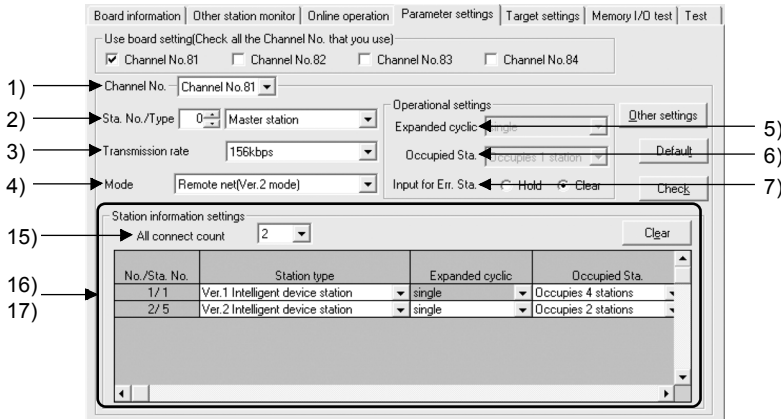 Board information Other station monitor Online operation Parameter settings Target settings Memory I/O test Test
Use board setting(Check all the Channel No. that you use)
Channel No.81 Channel No.82 Channel No.83 Channel No.84
1) Channel No. Channel No.81
2) Sta. No./Type 0 Master station
3) Transmission rate 156kbps
4) Mode Remote net(Ver.2 mode)
Operational settings
Expanded cyclic single 5)
Occupied Sta. Occupies 1 station 6)
Input for Err. Sta. Hold Clear 7)
Other settings
Default
Check
Station information settings
15) All connect count 2 Clear
16)
17)
No./Sta. No. Station type Expanded cyclic Occupied Sta.
1/ 1 Ver.1 Intelligent device station single Occupies 4 stations
2/ 5 Ver.2 Intelligent device station single Occupies 2 stations